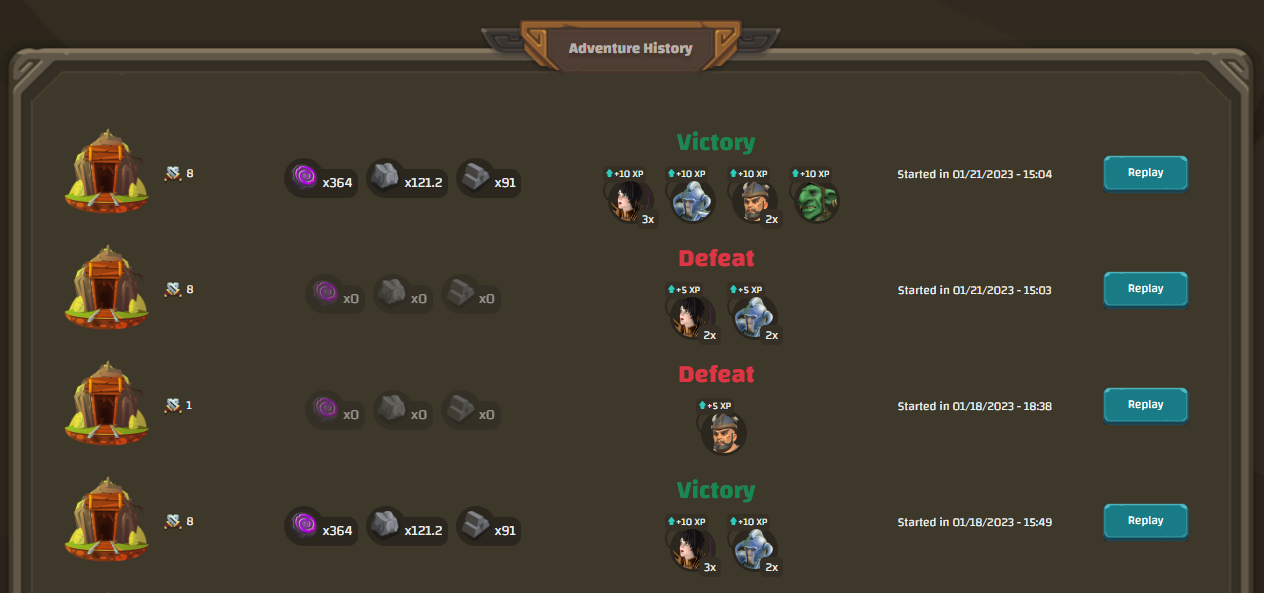 Adventure History
Victory
8 x364 x121.2 x91 +10 XP +10 XP +10 XP +10 XP Started in 01/21/2023 - 15:04 Replay
3x 2x
Defeat
8 x0 x0 x0 +5 XP +5 XP Started in 01/21/2023 - 15:03 Replay
2x 2x
Defeat
1 x0 x0 x0 +5 XP Started in 01/18/2023 - 18:38 Replay
Victory
8 x364 x121.2 x91 +10 XP +10 XP Started in 01/18/2023 - 15:49 Replay
3x 2x